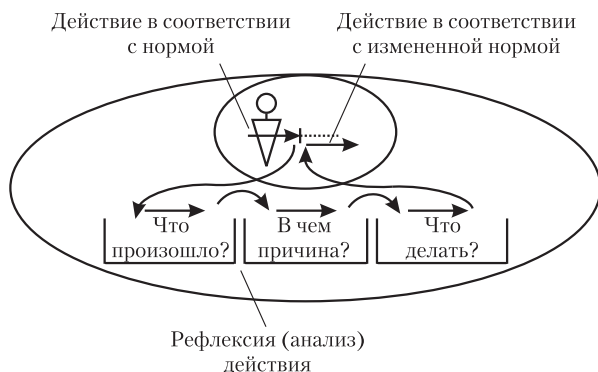 Действие в соответствии
с нормой
Действие в соответствии
с измененной нормой
Что
произошло?
В чем
причина?
Что
делать?
Рефлексия (анализ)
действия